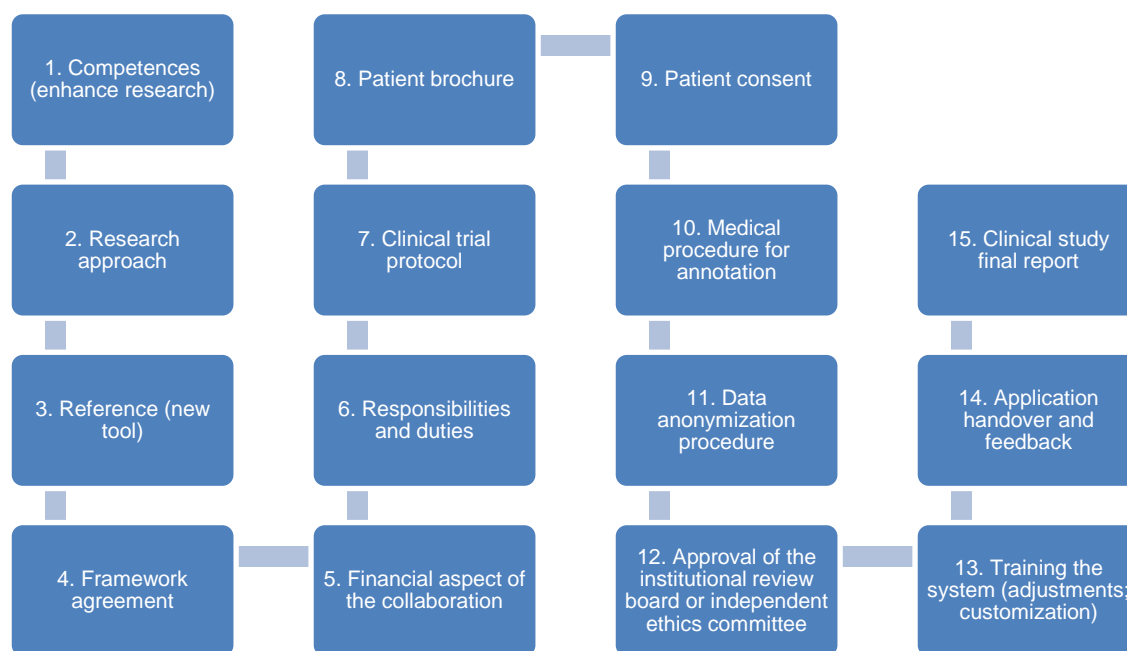 1. Competences
(enhance research)
2. Research
approach
3. Reference (new
tool)
4. Framework
agreement
5. Financial aspect of
the collaboration
6. Responsibilities
and duties
7. Clinical trial
protocol
8. Patient brochure
9. Patient consent
10. Medical
procedure for
annotation
11. Data
anonymization
procedure
12. Approval of the
institutional review
board or independent
ethics committee
13. Training the
system (adjustments;
customization)
14. Application
handover and
feedback
15. Clinical study
final report